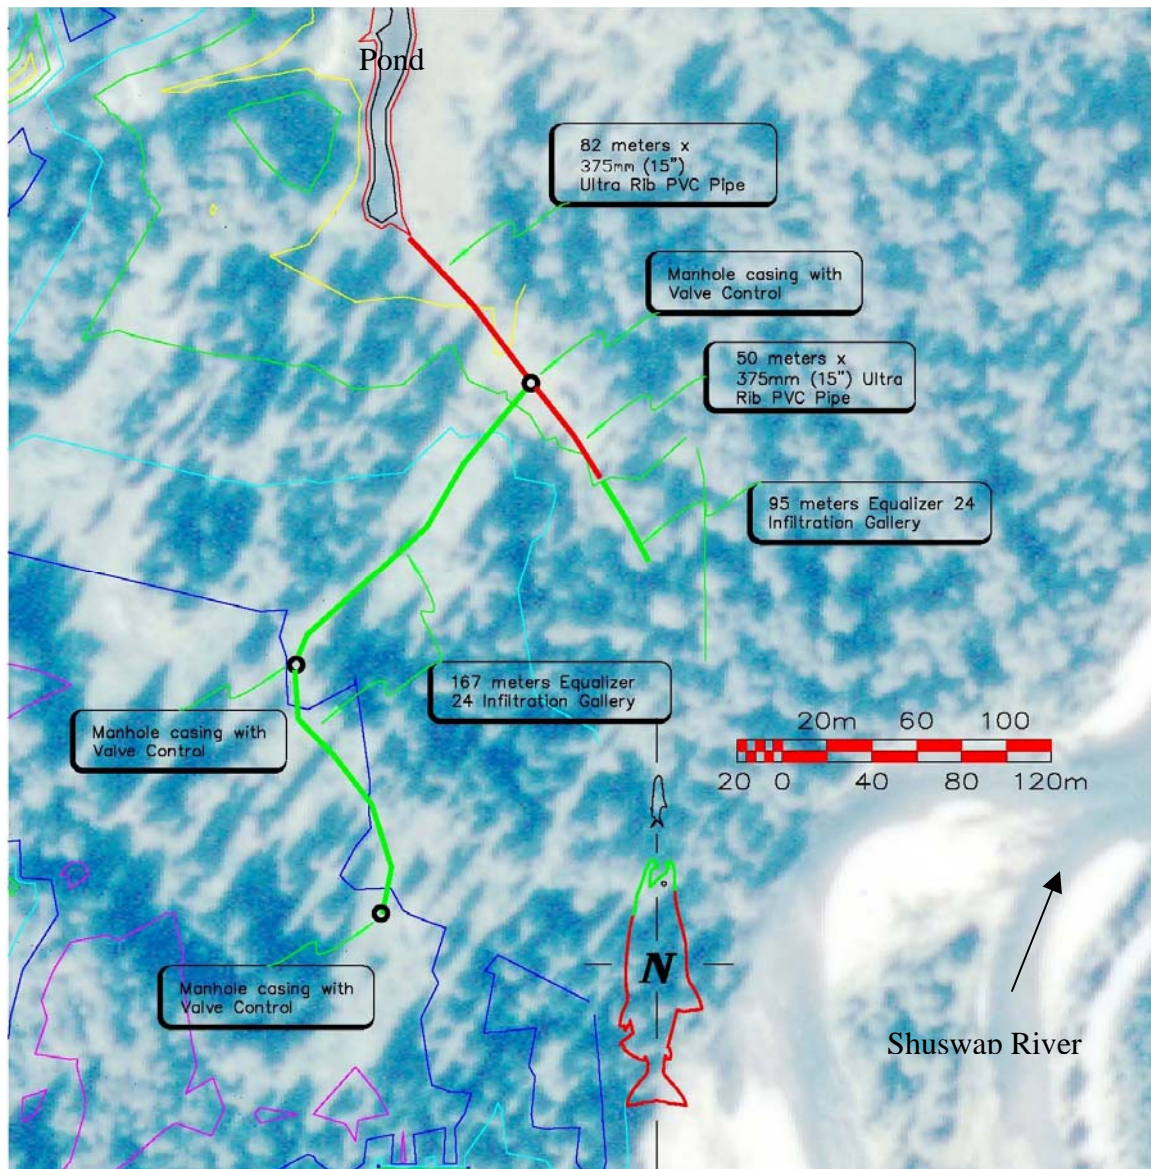 Pond
82 meters x
375mm (15")
Ultra Rib PVC Pipe
Manhole casing with
Valve Control
50 meters x
375mm (15") Ultra
Rib PVC Pipe
95 meters Equalizer 24
Infiltration Gallery
167 meters Equalizer
24 Infiltration Gallery
Manhole casing with
Valve Control
20m 60 100
20 0 40 80 120m
Manhole casing with
Valve Control
N
Shuswap River